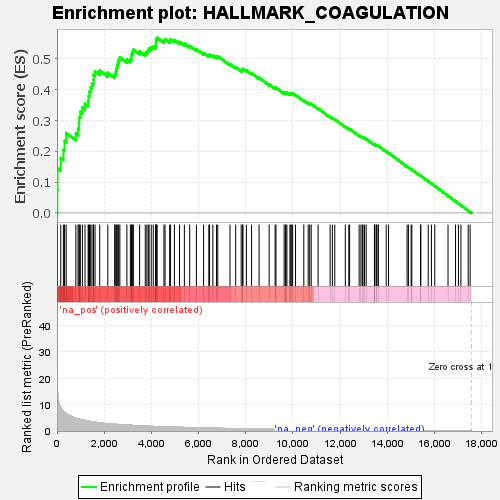 Enrichment plot: HALLMARK_COAGULATION
Enrichment score (ES)
0.5
0.4
0.3
0.2
0.1
0.0
'na_pos' (positively correlated)
Ranked list metric (PreRanked)
40
30
20
10
0
Zero cross at 1
'na_neg' (negatively correlated)
0
2,000
4,000
6,000
8,000
10,000
12,000
14,000
16,000
18,000
Rank in Ordered Dataset
Enrichment profile
Hits
Ranking metric scores